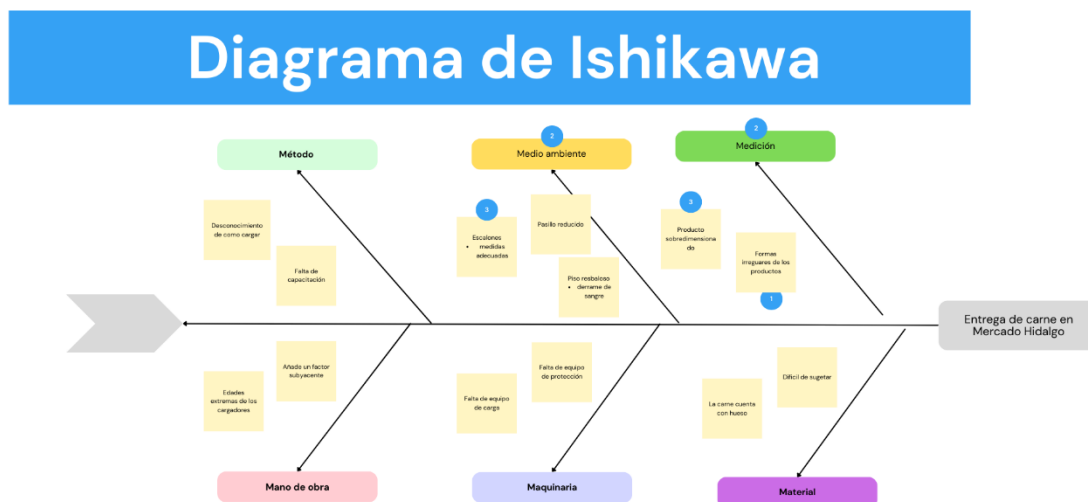 Diagrama de Ishikawa
2
2
Método
Medio ambiente
Medición
3
3
Desconocimiento
de como cargar
Falta de
capacitación
Escalones
• medidas
adecuadas
Pasillo reducido
Piso resbaloso
• derrame de
sangre
Producto
sobredimensiona
do
Formas
irreguares de los
productos
1
Entrega de carne en
Mercado Hidalgo
Edades
extremas de los
cargadores
Añade un factor
subyacente
Falta de equipo
de carga
Falta de equipo
de protección
La carne cuenta
con hueso
Dificil de sugetar
Mano de obra
Maquinaria
Material